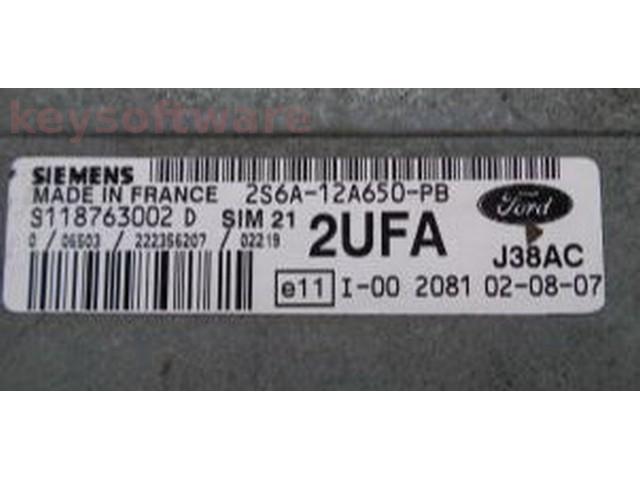 keysoftware
SIEMENS
MADE IN FRANCE 2S6A-12A650-PB
S118763002 D SIM 21 2UFA Ford
0 / 06503 / 222356207 / 02219 J38AC
e11 I-00 2081 02-08-07